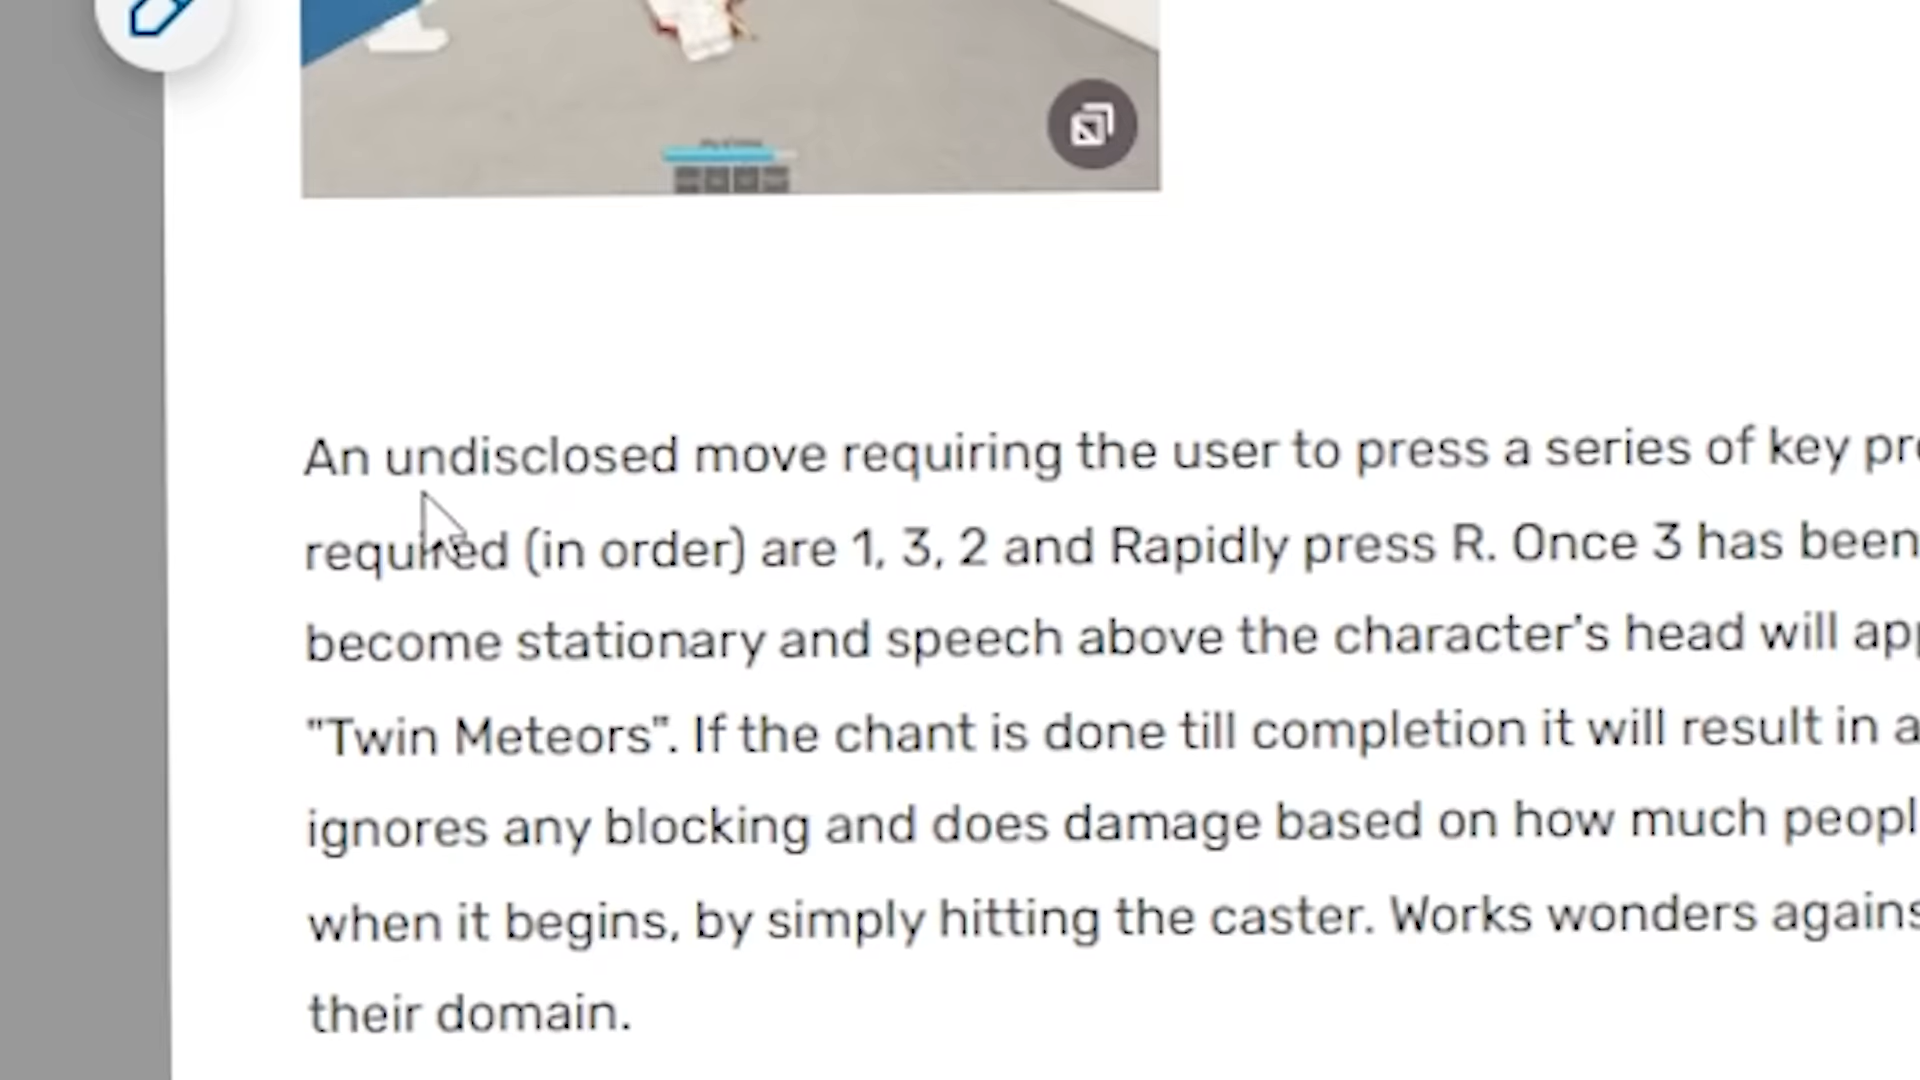 An undisclosed move requiring the user to press a series of key
required (in order) are 1, 3, 2 and Rapidly press R. Once 3 has been
become stationary and speech above the character's head will
"Twin Meteors". If the chant is done till completion it will result in
ignores any blocking and does damage based on how much
when it begins, by simply hitting the caster. Works wonders
their domain.